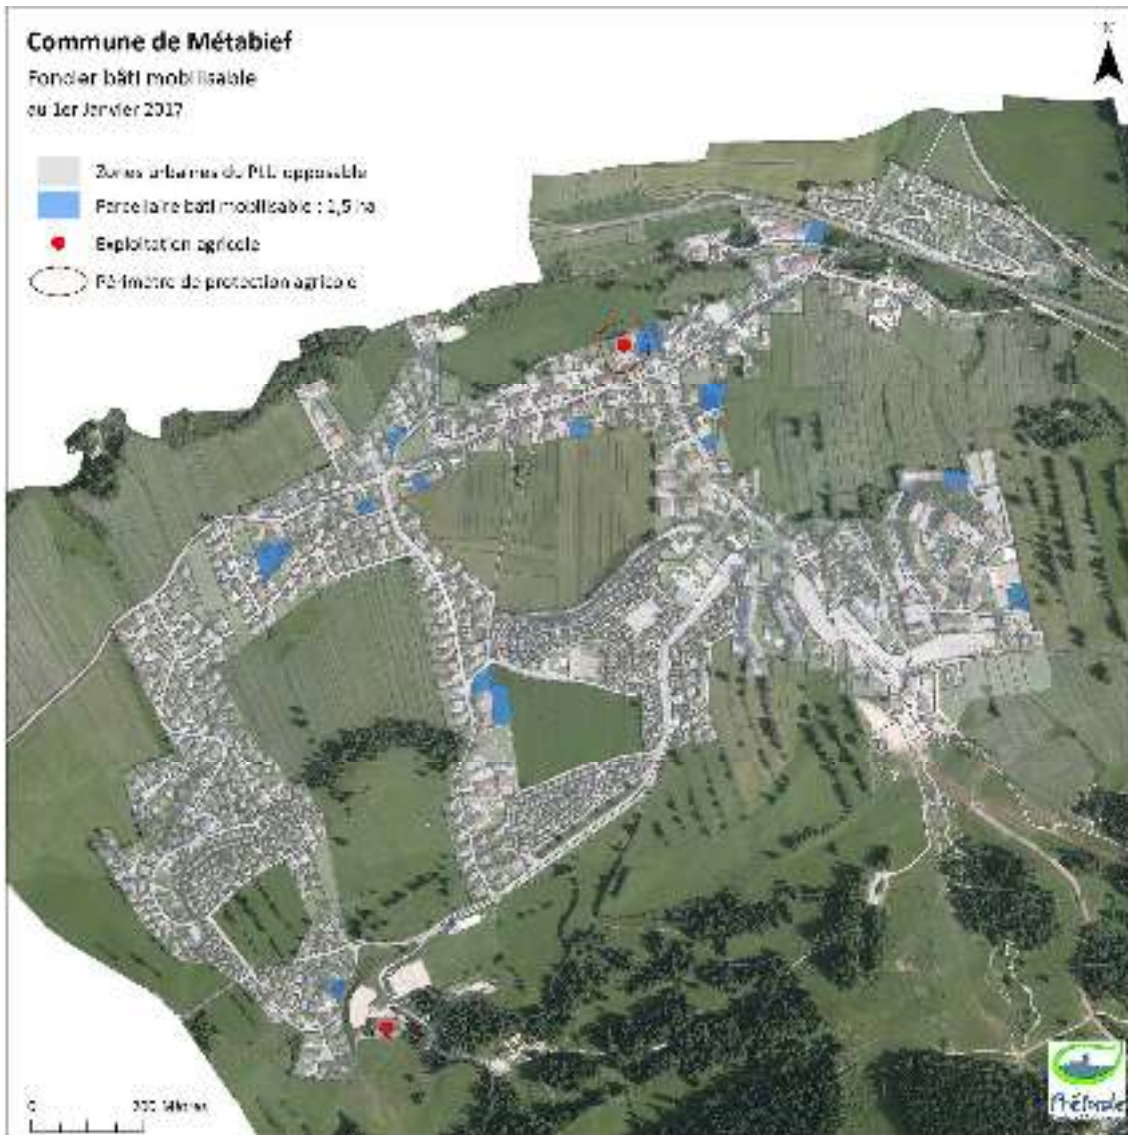 Commune de Métabief
Foncier bâti mobilisable
au 1er Janvier 2017
Zones urbaines du PLU opposable
Parcellaire bâti mobilisable : 1,5 ha
Exploitation agricole
Périmètre de protection agricole
N
0 200 Mètres